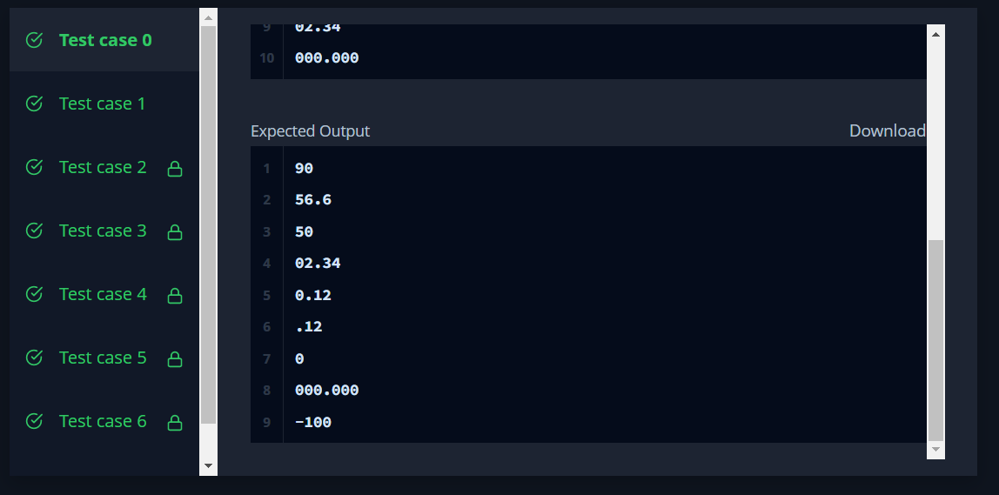 Test case 0
Test case 1
Test case 2
Test case 3
Test case 4
Test case 5
Test case 6
9 02.34
10 000.000
Expected Output Download
1 90
2 56.6
3 50
4 02.34
5 0.12
6 .12
7 0
8 000.000
9 -100